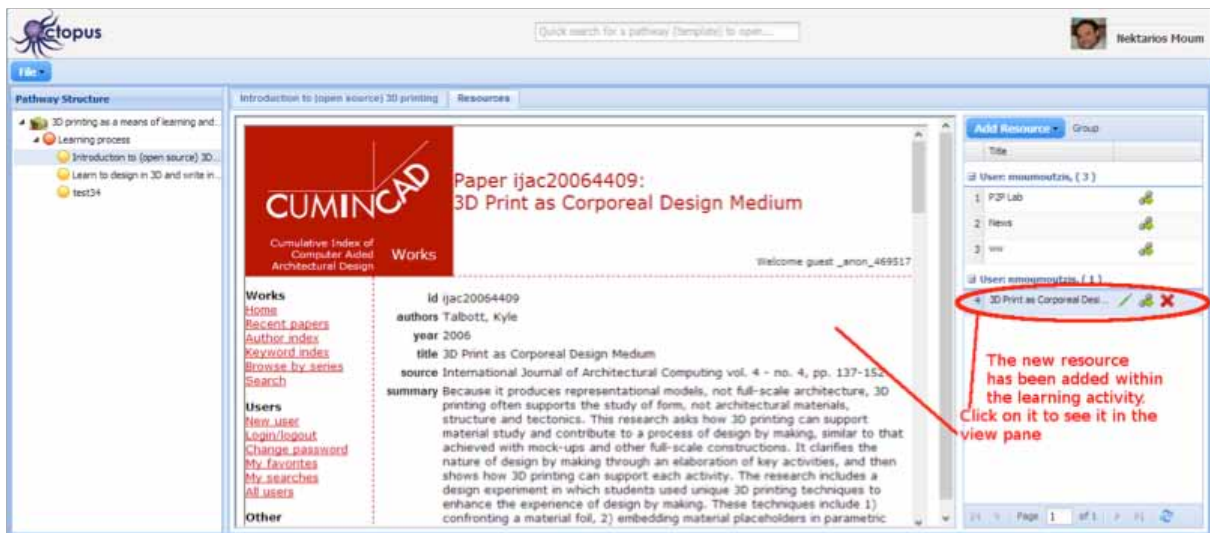 ctopus
Quick search for a pathway (template) to open...
Nektarios Moum
File
Pathway Structure
3D printing as a means of learning and...
Learning process
Introduction to (open source) 3D...
Learn to design in 3D and write in...
test34
Introduction to (open source) 3D printing
Resources
CUMINCAD
Cumulative Index of
Computer Aided
Architectural Design
Works
Paper ijac20064409:
3D Print as Corporeal Design Medium
Welcome guest _anon_469517
Works
Home
Recent papers
Author index
Keyword index
Browse by series
Search
Users
New user
Login/logout
Change password
My favorites
My searches
All users
Other
id ijac20064409
authors Talbott, Kyle
year 2006
title 3D Print as Corporeal Design Medium
source International Journal of Architectural Computing vol. 4 - no. 4, pp. 137-152
summary Because it produces representational models, not full-scale architecture, 3D
printing often supports the study of form, not architectural materials,
structure and tectonics. This research asks how 3D printing can support
material study and contribute to a process of design by making, similar to that
achieved with mock-ups and other full-scale constructions. It clarifies the
nature of design by making through an elaboration of key activities, and then
shows how 3D printing can support each activity. The research includes a
design experiment in which students used unique 3D printing techniques to
enhance the experience of design by making. These techniques include 1)
confronting a material foil, 2) embedding material placeholders in parametric
Add Resource
Group
Title
User: moumoutzis, ( 3 )
1 P2P Lab
2 News
3
User: nmoumoutzis, ( 1 )
4 3D Print as Corporeal Desi...
The new resource
has been added within
the learning activity.
Click on it to see it in the
view pane
Page 1 of 1